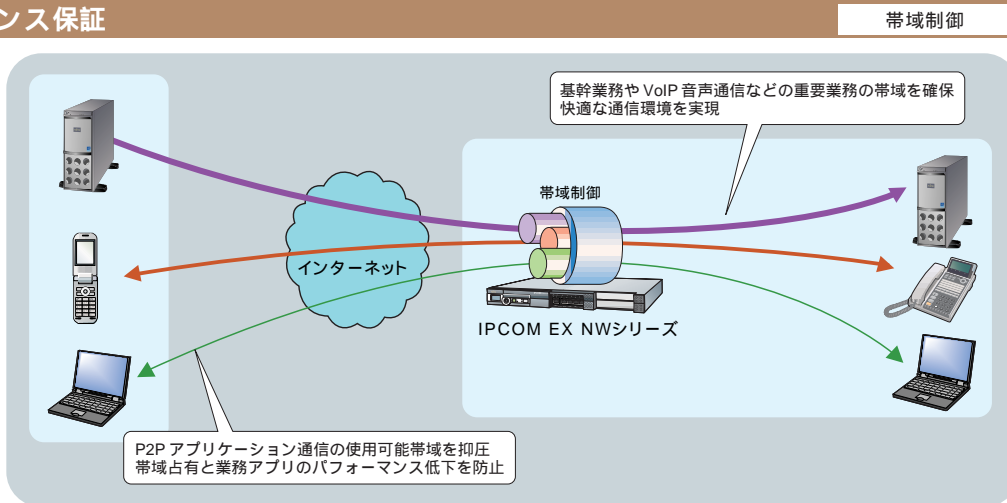 ンス保証
帯域制御
基幹業務や VoIP 音声通信などの重要業務の帯域を確保
快適な通信環境を実現
帯域制御
インターネット
IPCOM EX NWシリーズ
P2P アプリケーション通信の使用可能帯域を抑圧
帯域占有と業務アプリのパフォーマンス低下を防止